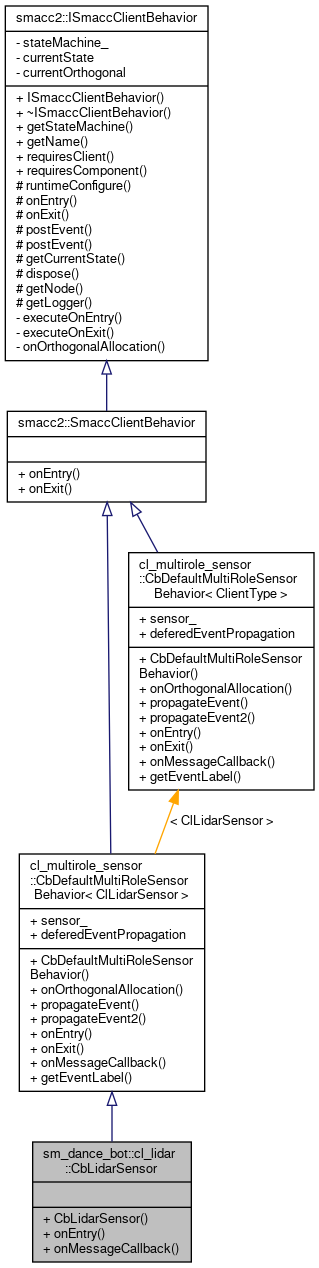 smacc2::ISmaccClientBehavior
- stateMachine_
- currentState
- currentOrthogonal
+ ISmaccClientBehavior()
+ ~ISmaccClientBehavior()
+ getStateMachine()
+ getName()
+ requiresClient()
+ requiresComponent()
# runtimeConfigure()
# onEntry()
# onExit()
# postEvent()
# postEvent()
# getCurrentState()
# dispose()
# getNode()
# getLogger()
- executeOnEntry()
- executeOnExit()
- onOrthogonalAllocation()
smacc2::SmaccClientBehavior
+ onEntry()
+ onExit()
cl_multirole_sensor
::CbDefaultMultiRoleSensor
Behavior< ClientType >
+ sensor_
+ deferedEventPropagation
+ CbDefaultMultiRoleSensor
Behavior()
+ onOrthogonalAllocation()
+ propagateEvent()
+ propagateEvent2()
+ onEntry()
+ onExit()
+ onMessageCallback()
+ getEventLabel()
< ClLidarSensor >
cl_multirole_sensor
::CbDefaultMultiRoleSensor
Behavior< ClLidarSensor >
+ sensor_
+ deferedEventPropagation
+ CbDefaultMultiRoleSensor
Behavior()
+ onOrthogonalAllocation()
+ propagateEvent()
+ propagateEvent2()
+ onEntry()
+ onExit()
+ onMessageCallback()
+ getEventLabel()
sm_dance_bot::cl_lidar
::CbLidarSensor
+ CbLidarSensor()
+ onEntry()
+ onMessageCallback()